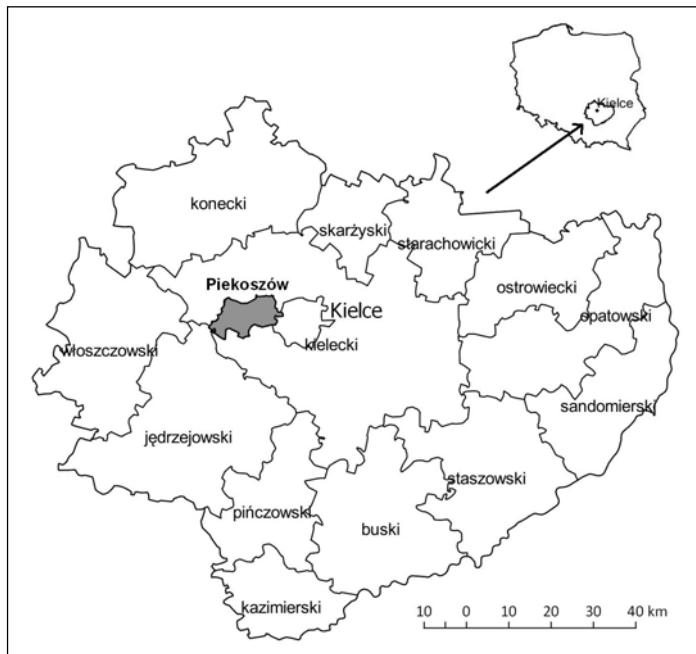 Kielce
konecki
skarżyski
starachowicki
ostrowiecki
Piekoszów
Kielce
opatowski
kielecki
włoszczowski
sandomierski
jędrzejowski
staszowski
pińczowski
buski
kazimierski
10 0 10 20 30 40 km